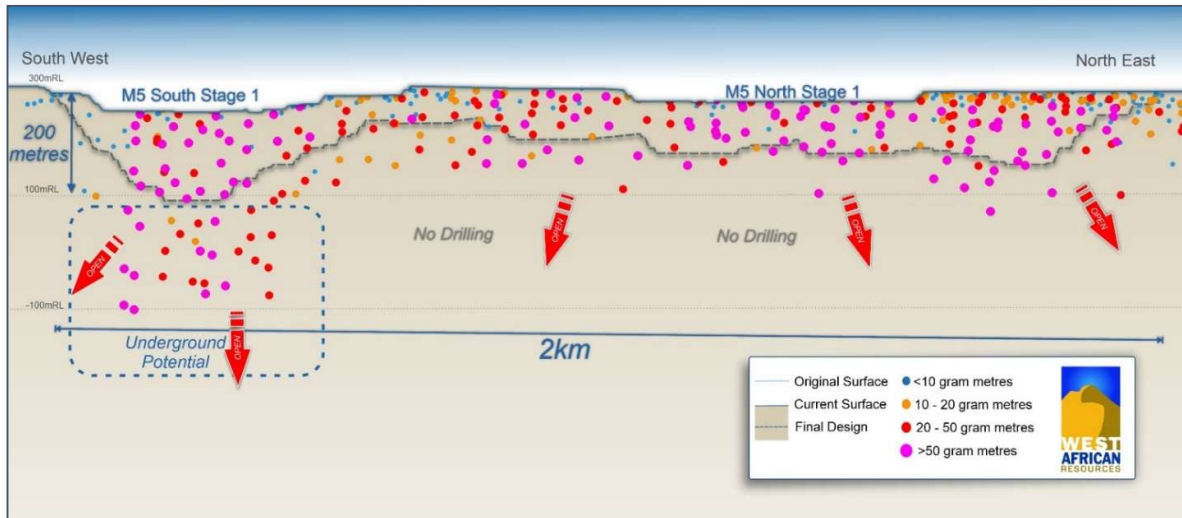 South West
North East
300mRL
M5 South Stage 1
M5 North Stage 1
200
metres
100mRL
No Drilling
No Drilling
OPEN
OPEN
OPEN
OPEN
OPEN
-100mRL
Underground
Potential
2km
Original Surface
Current Surface
Final Design
<10 gram metres
10 - 20 gram metres
20 - 50 gram metres
>50 gram metres
WEST
AFRICAN
RESOURCES